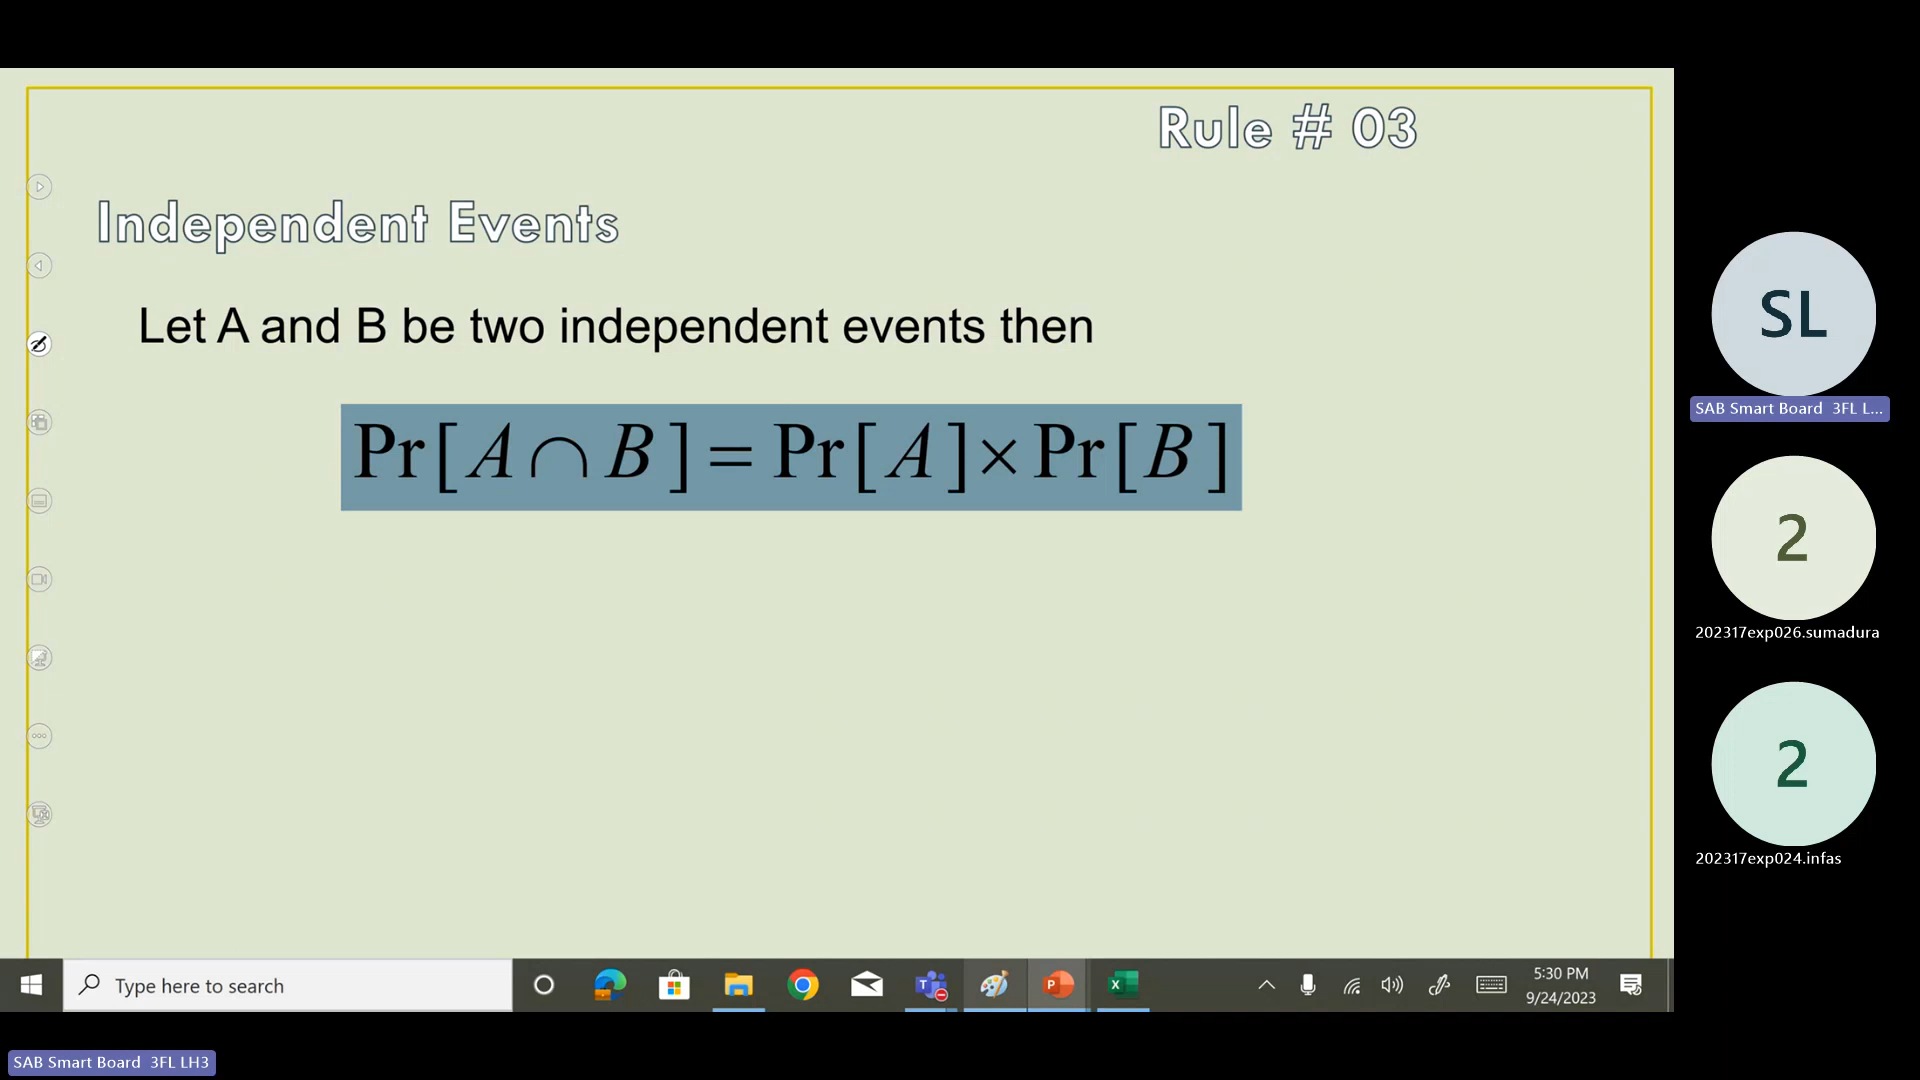 Rule # 03
Independent Events
Let A and B be two independent events then
Pr[A∩B]=Pr[A]×Pr[B]
SL
SAB Smart Board 3FL L...
2
202317exp026.sumadura
2
202317exp024.infas
Type here to search
5:30 PM
9/24/2023
SAB Smart Board 3FL LH3